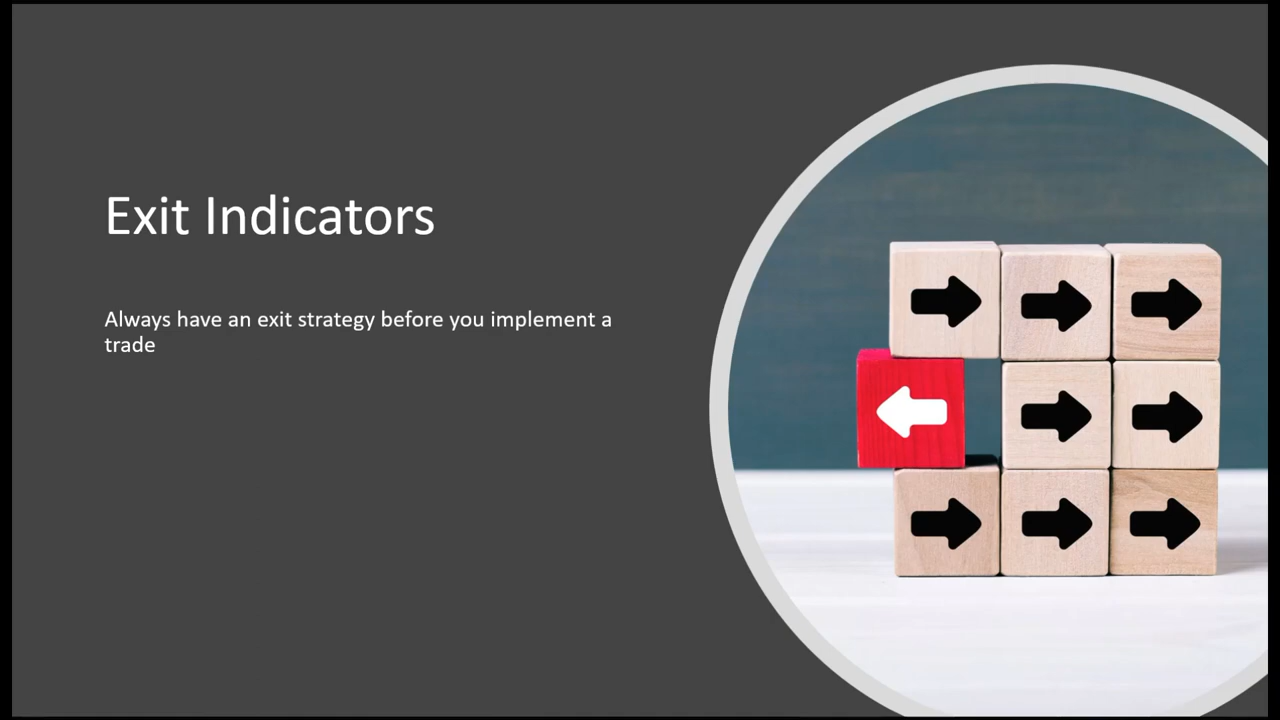 Exit Indicators
Always have an exit strategy before you implement a
trade